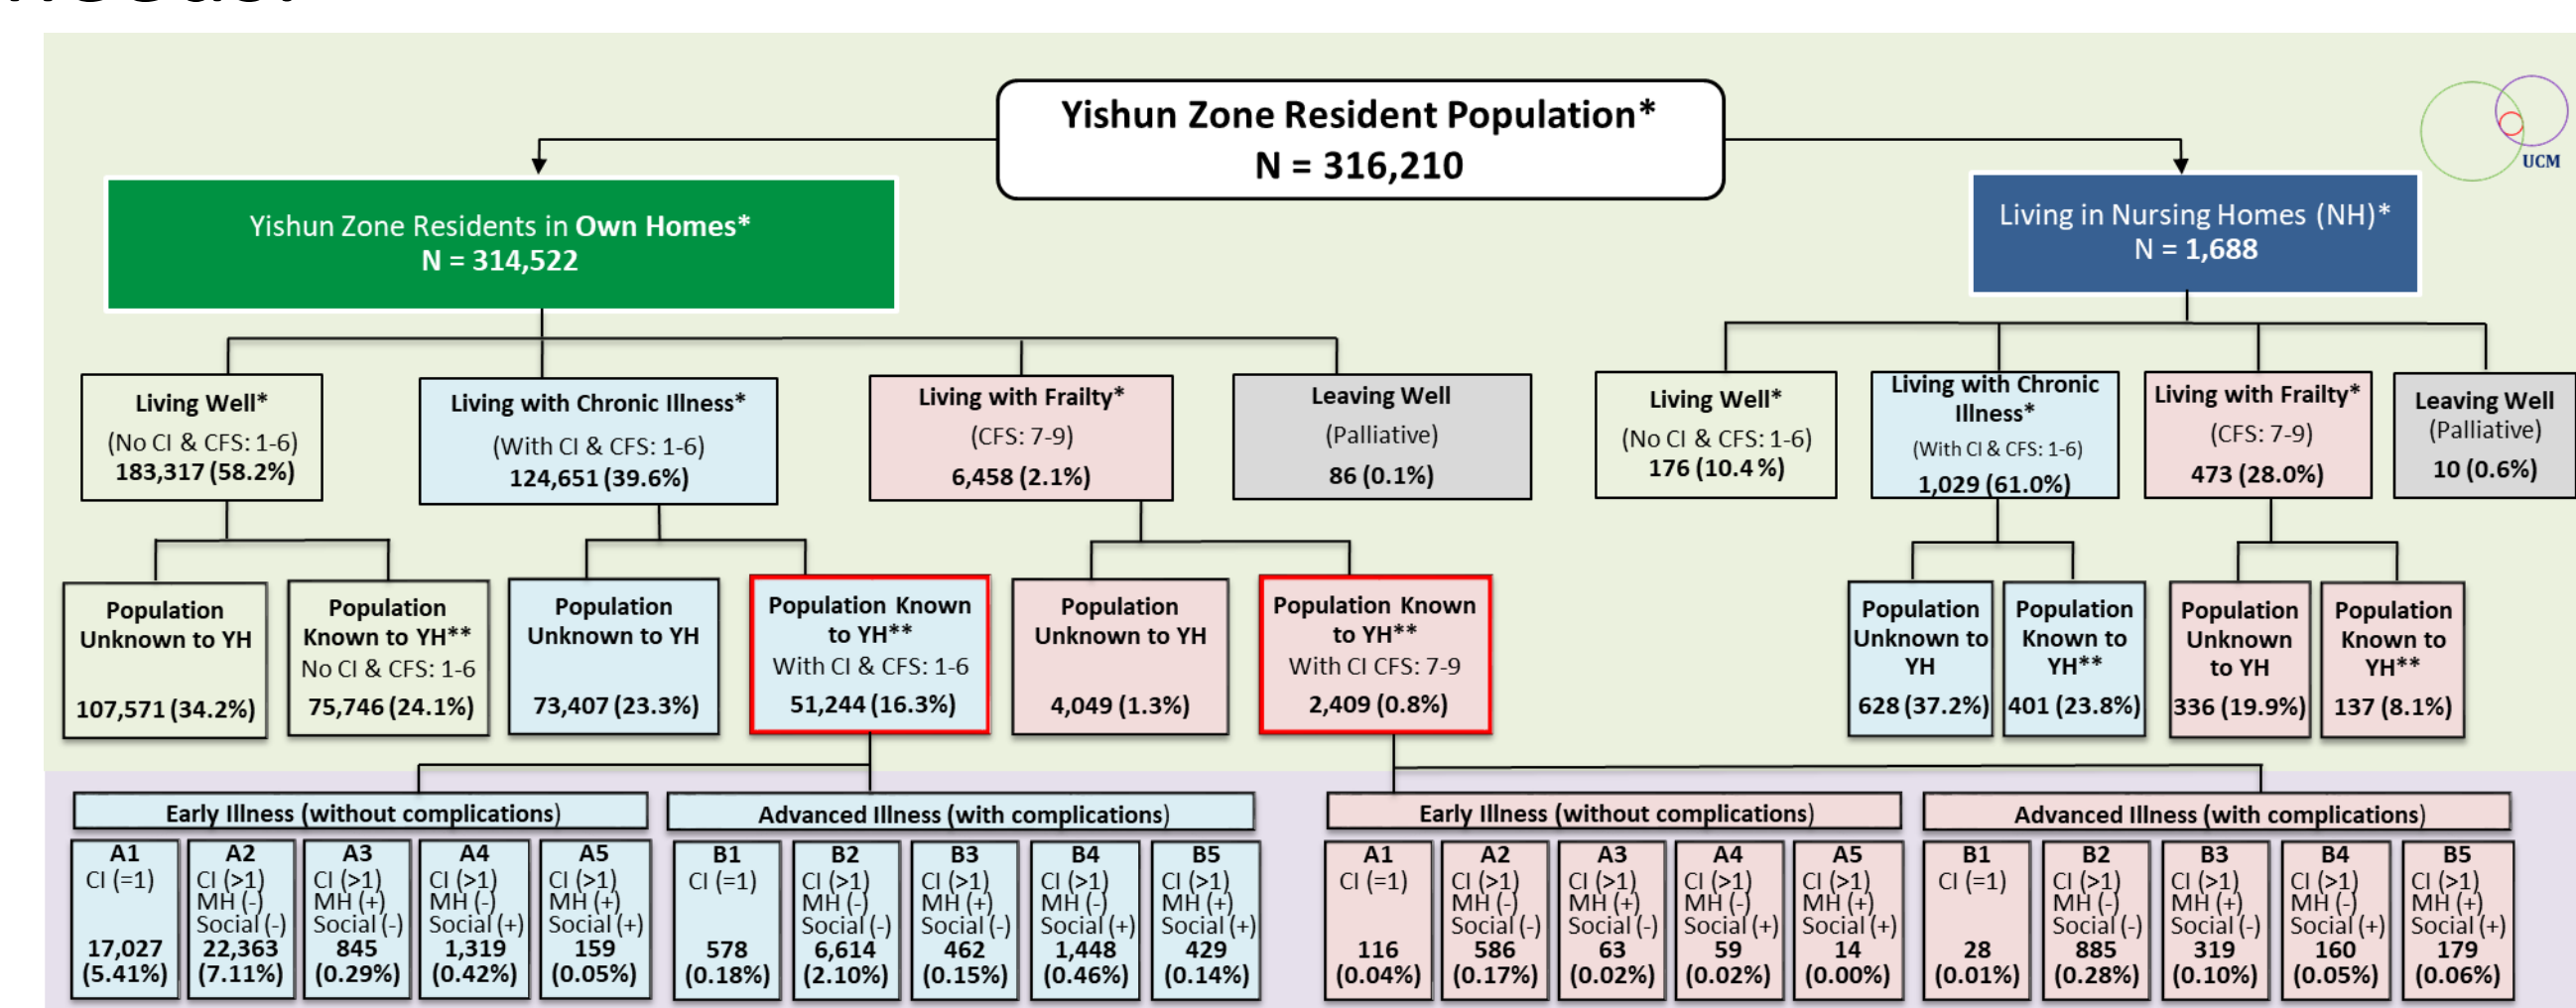 Yishun Zone Resident Population*
N = 316,210
UCM
Yishun Zone Residents in Own Homes*
N = 314,522
Living in Nursing Homes (NH)*
N = 1,688
Living Well*
(No CI & CFS: 1-6)
183,317 (58.2%)
Living with Chronic Illness*
(With CI & CFS: 1-6)
124,651 (39.6%)
Living with Frailty*
(CFS: 7-9)
6,458 (2.1%)
Leaving Well
(Palliative)
86 (0.1%)
Living Well*
(No CI & CFS: 1-6)
176 (10.4 %)
Living with Chronic
Illness*
(With CI & CFS: 1-6)
1,029 (61.0%)
Living with Frailty*
(CFS: 7-9)
473 (28.0%)
Leaving Well
(Palliative)
10 (0.6%)
Population
Unknown to YH
107,571 (34.2%)
Population
Known to YH**
No CI & CFS: 1-6
75,746 (24.1%)
Population
Unknown to YH
73,407 (23.3%)
Population Known
to YH**
With CI & CFS: 1-6
51,244 (16.3%)
Population
Unknown to YH
4,049 (1.3%)
Population Known
to YH**
With CI CFS: 7-9
2,409 (0.8%)
Population
Unknown to
YH
628 (37.2%)
Population
Known to
YH**
401 (23.8%)
Population
Unknown
to YH
336 (19.9%)
Population
Known to
YH**
137 (8.1%)
Early Illness (without complications)
A1
CI (=1)
17,027
(5.41%)
A2
CI (>1)
MH (-)
Social (-)
22,363
(7.11%)
A3
CI (>1)
MH (+)
Social (-)
845
(0.29%)
A4
CI (>1)
MH (-)
Social (+)
1,319
(0.42%)
A5
CI (>1)
MH (+)
Social (+)
159
(0.05%)
Advanced Illness (with complications)
B1
CI (=1)
578
(0.18%)
B2
CI (>1)
MH (-)
Social (-)
6,614
(2.10%)
B3
CI (>1)
MH (+)
Social (-)
462
(0.15%)
B4
CI (>1)
MH (-)
Social (+)
1,448
(0.46%)
B5
CI (>1)
MH (+)
Social (+)
429
(0.14%)
Early Illness (without complications)
A1
CI (=1)
116
(0.04%)
A2
CI (>1)
MH (-)
Social (-)
586
(0.17%)
A3
CI (>1)
MH (+)
Social (-)
63
(0.02%)
A4
CI (>1)
MH (-)
Social (+)
59
(0.02%)
A5
CI (>1)
MH (+)
Social (+)
14
(0.00%)
Advanced Illness (with complications)
B1
CI (=1)
28
(0.01%)
B2
CI (>1)
MH (-)
Social (-)
885
(0.28%)
B3
CI (>1)
MH (+)
Social (-)
319
(0.10%)
B4
CI (>1)
MH (-)
Social (+)
160
(0.05%)
B5
CI (>1)
MH (+)
Social (+)
179
(0.06%)